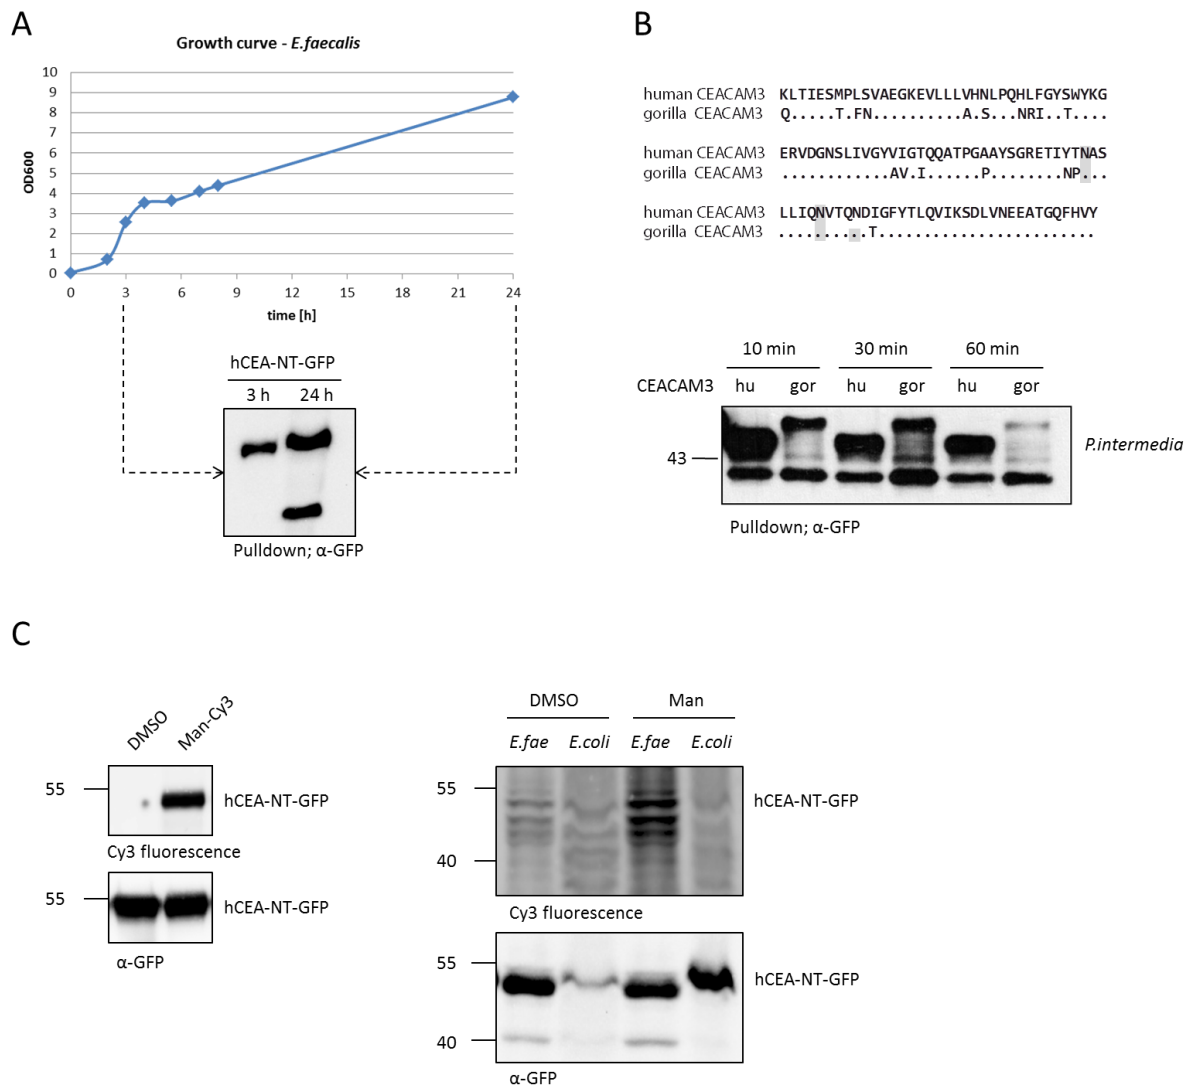 A
Growth curve - E.faecalis
10
9
8
7
6
5
4
3
2
1
0
OD600
0 3 6 9 12 15 18 21 24
time [h]
hCEA-NT-GFP
3 h 24 h
Pulldown; α-GFP
B
human CEACAM3 KLTIESMPLSVAEGKEVLLLVHNLPQHLFGYSWYKG
gorilla CEACAM3 Q.....T.FN..........A.S...NRI..T....
human CEACAM3 ERVDGNSLIVGYVIGTQQATPGAAYSGRETIYTNASP
gorilla CEACAM3 ............AV.I......P........NP...
human CEACAM3 LLIQNVTQNDIGFYTLQVIKSDLVNEEATGQFHVY
gorilla CEACAM3 ..........T........................
10 min 30 min 60 min
CEACAM3 hu gor hu gor hu gor
43
P.intermedia
Pulldown; α-GFP
C
DMSO Man-Cy3
55
hCEA-NT-GFP
Cy3 fluorescence
55
hCEA-NT-GFP
α-GFP
DMSO Man
E.fae E.coli E.fae E.coli
55
hCEA-NT-GFP
40
Cy3 fluorescence
55
hCEA-NT-GFP
40
α-GFP